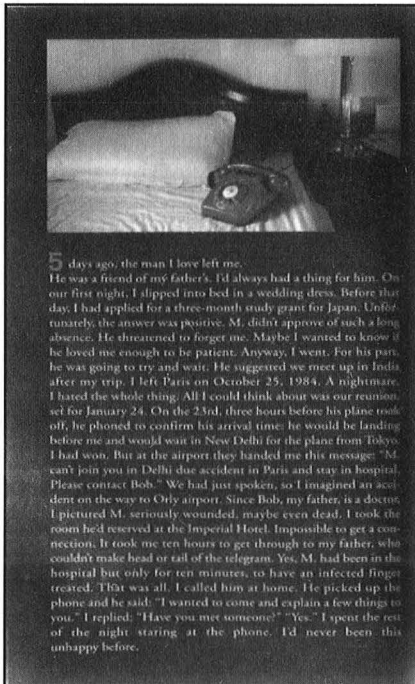 5 days ago, the man I love left me.
He was a friend of my father's. I'd always had a thing for him. On
our first night, I slipped into bed in a wedding dress. Before that
day, I had applied for a three-month study grant for Japan. Unfor-
tunately, the answer was positive. M. didn't approve of such a long
absence. He threatened to forget me. Maybe I wanted to know if
he loved me enough to be patient. Anyway, I went. For his part,
he was going to try and wait. He suggested we meet up in India
after my trip. I left Paris on October 25, 1984. A nightmare.
I hated the whole thing. All I could think about was our reunion,
set for January 24. On the 23rd, three hours before his plane took
off, he phoned to confirm his arrival time: he would be landing
before me and would wait in New Delhi for the plane from Tokyo.
I had won. But at the airport they handed me this message: "M.
can't join you in Delhi due accident in Paris and stay in hospital.
Please contact Bob." We had just spoken, so I imagined an acci-
dent on the way to Orly airport. Since Bob, my father, is a doctor,
I pictured M. seriously wounded, maybe even dead. I took the
room he'd reserved at the Imperial Hotel. Impossible to get a con-
nection. It took me ten hours to get through to my father, who
couldn't make head or tail of the telegram. Yes, M. had been in the
hospital but only for ten minutes, to have an infected finger
treated. That was all. I called him at home. He picked up the
phone and he said: "I wanted to come and explain a few things to
you." I replied: "Have you met someone?" "Yes." I spent the rest
of the night staring at the phone. I'd never been this
unhappy before.